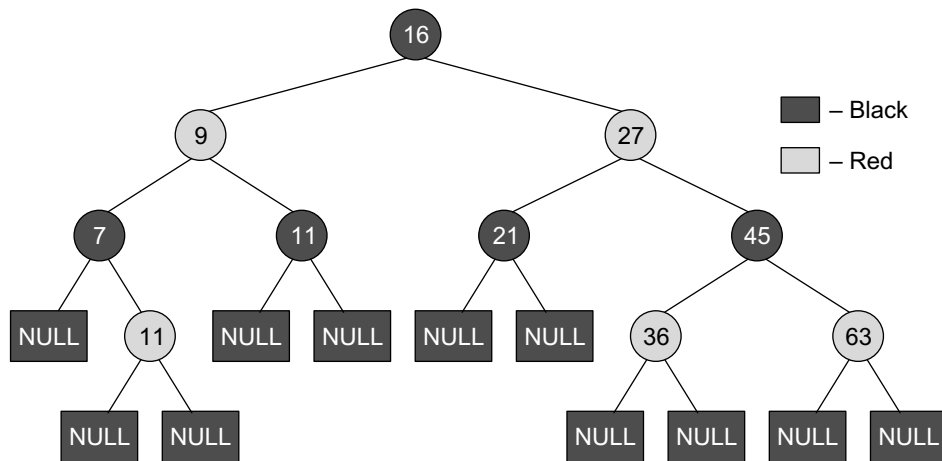 16
9 27
– Black
– Red
7 11 21 45
NULL 11 NULL NULL NULL NULL 36 63
NULL NULL NULL NULL NULL NULL